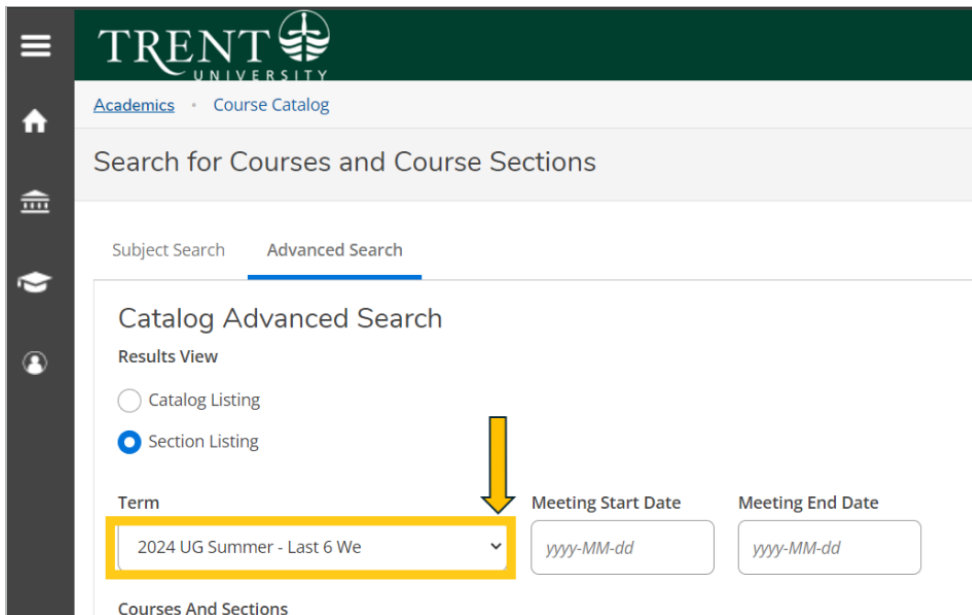 TRENT
UNIVERSITY
Academics • Course Catalog
Search for Courses and Course Sections
Subject Search Advanced Search
Catalog Advanced Search
Results View
Catalog Listing
Section Listing
Term Meeting Start Date Meeting End Date
2024 UG Summer - Last 6 We yyyy-MM-dd yyyy-MM-dd
Courses And Sections